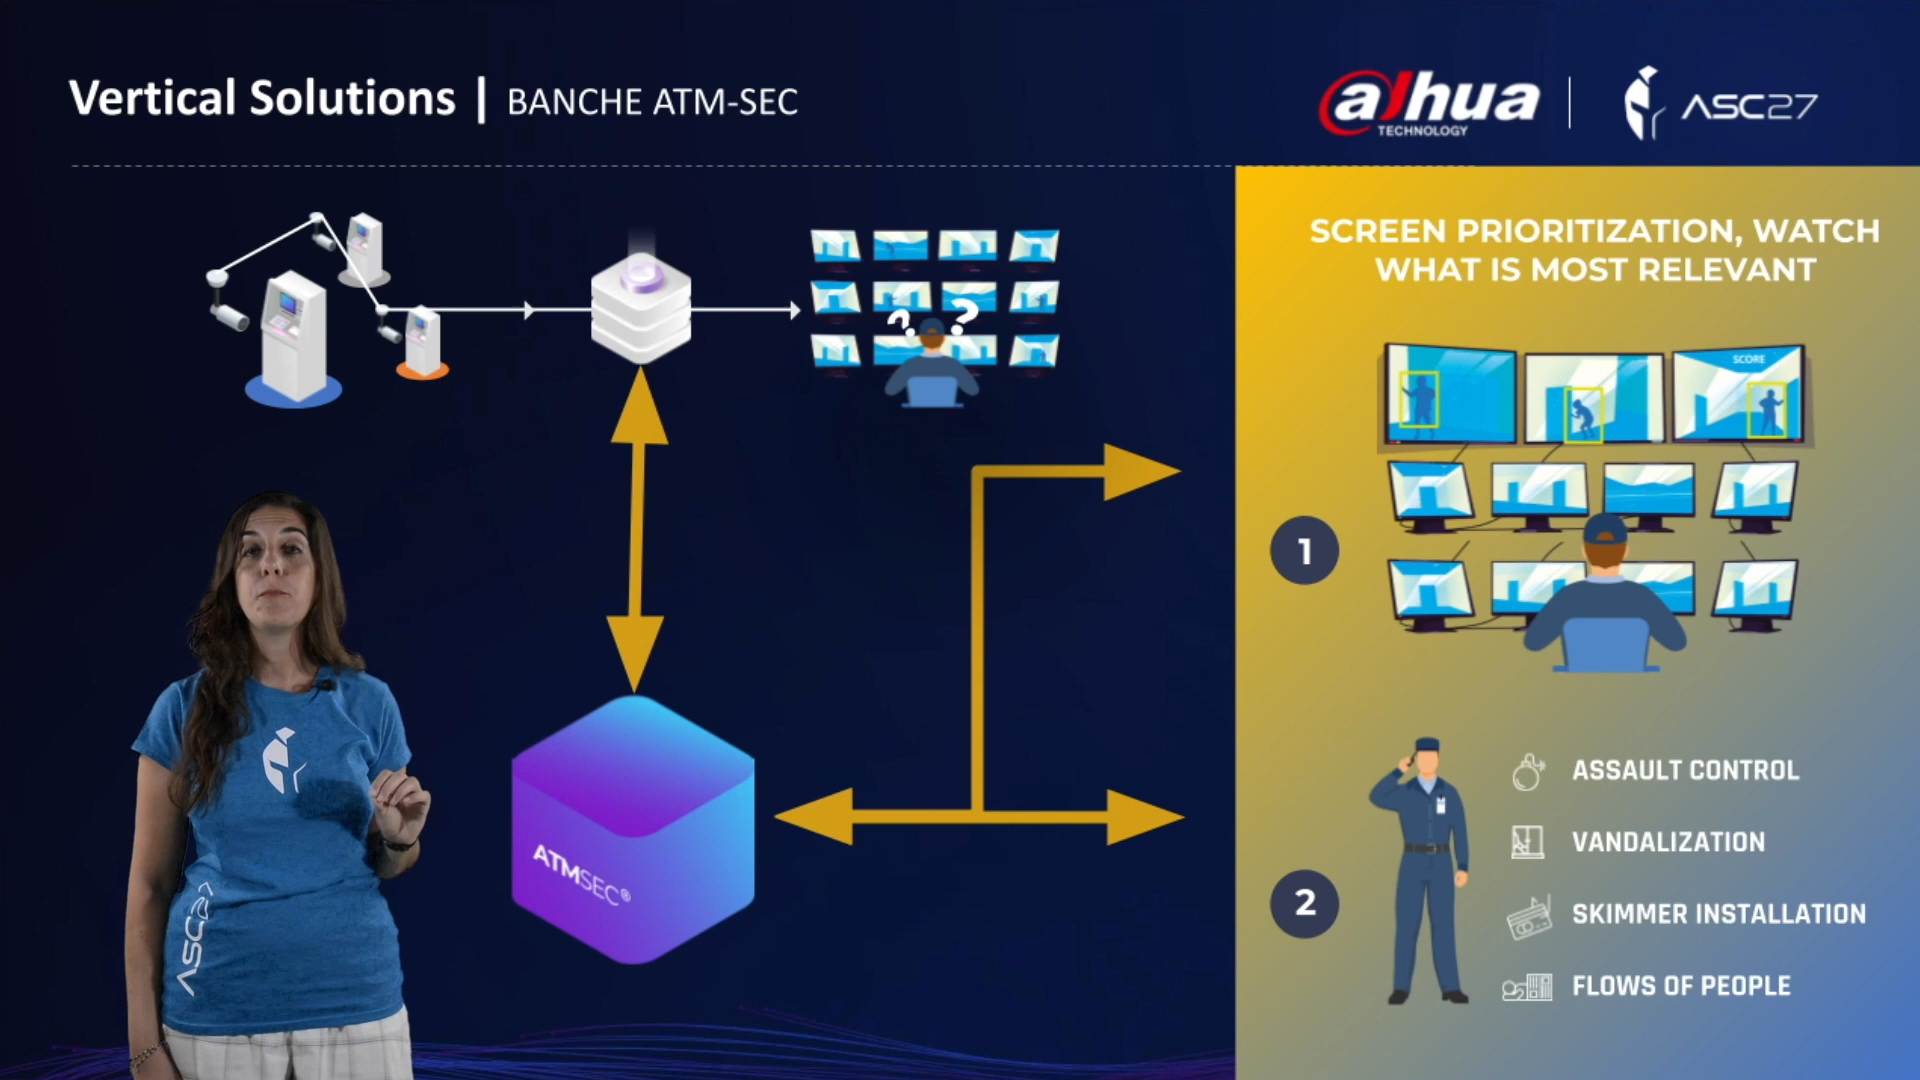 Vertical Solutions | BANCHE ATM-SEC
alhua
TECHNOLOGY
ASC27
SCREEN PRIORITIZATION, WATCH
WHAT IS MOST RELEVANT
SCORE
? ?
1
ATMSEC®
ASC27
2
ASSAULT CONTROL
VANDALIZATION
SKIMMER INSTALLATION
FLOWS OF PEOPLE